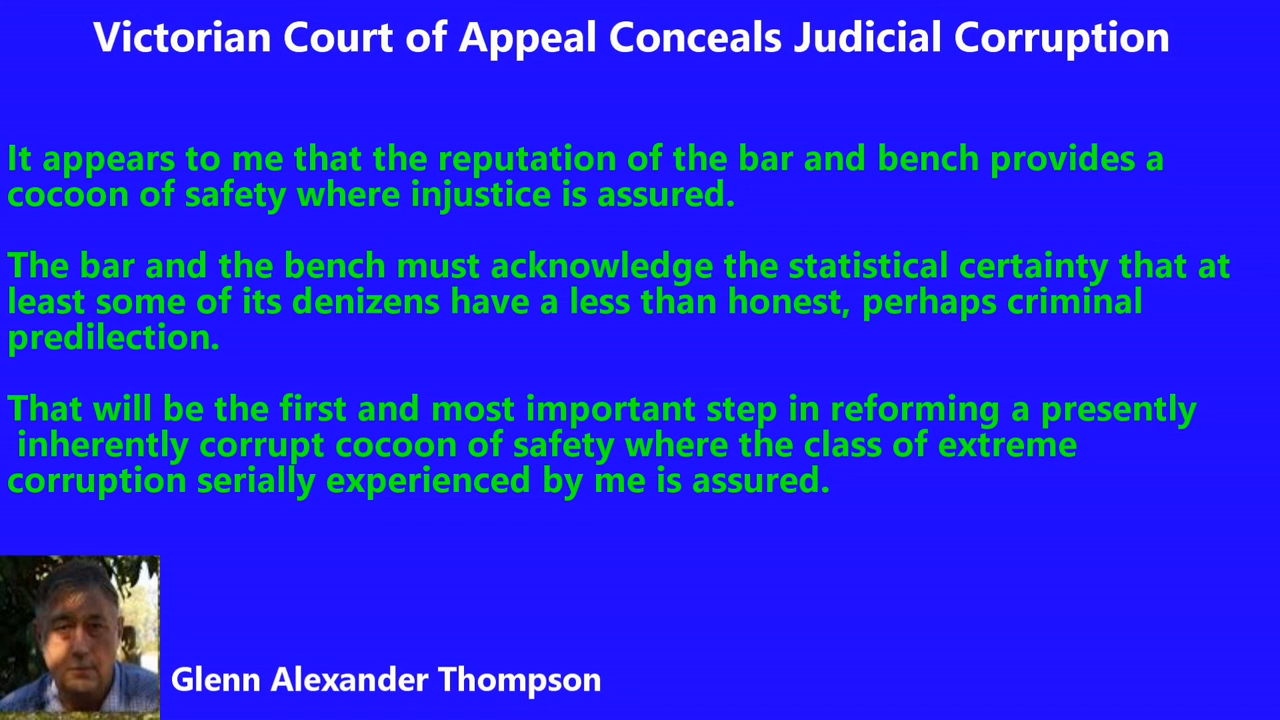 Victorian Court of Appeal Conceals Judicial Corruption
It appears to me that the reputation of the bar and bench provides a
cocoon of safety where injustice is assured.
The bar and the bench must acknowledge the statistical certainty that at
least some of its denizens have a less than honest, perhaps criminal
predilection.
That will be the first and most important step in reforming a presently
inherently corrupt cocoon of safety where the class of extreme
corruption serially experienced by me is assured.
Glenn Alexander Thompson